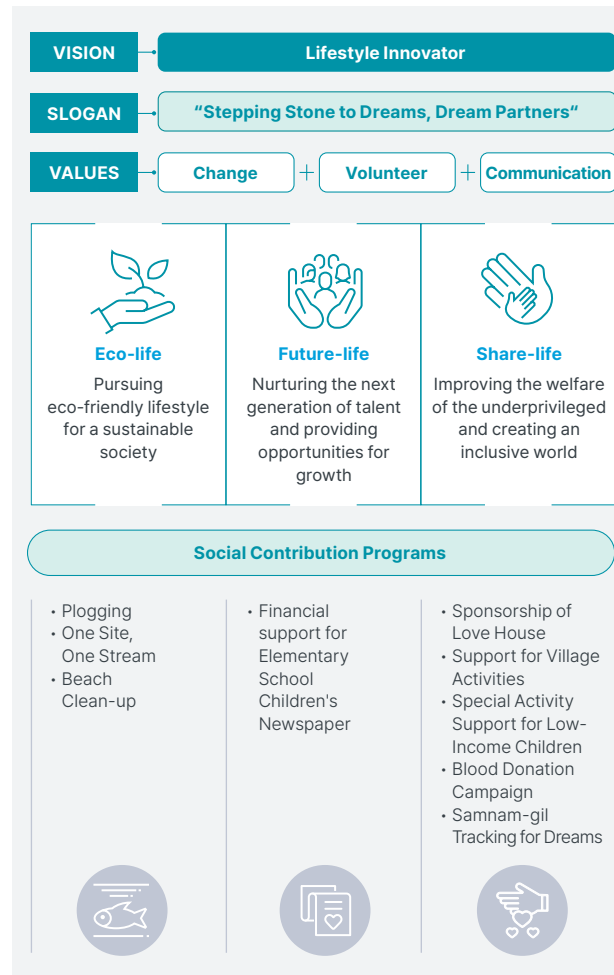 VISION
Lifestyle Innovator
SLOGAN
“Stepping Stone to Dreams, Dream Partners“
VALUES
Change + Volunteer + Communication
Eco-life
Pursuing
eco-friendly lifestyle
for a sustainable
society
Future-life
Nurturing the next
generation of talent
and providing
opportunities for
growth
Share-life
Improving the welfare
of the underprivileged
and creating an
inclusive world
Social Contribution Programs
• Plogging
• One Site,
One Stream
• Beach
Clean-up
• Financial
support for
Elementary
School
Children's
Newspaper
• Sponsorship of
Love House
• Support for Village
Activities
• Special Activity
Support for Low-
Income Children
• Blood Donation
Campaign
• Samnam-gil
Tracking for Dreams